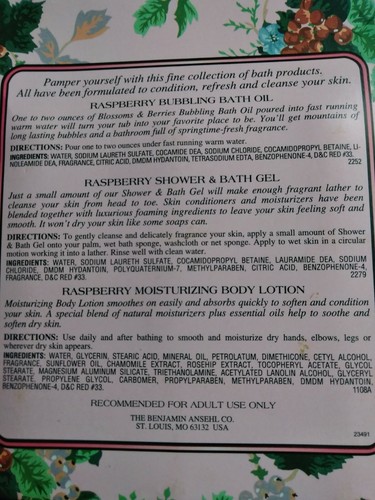 Pamper yourself with this fine collection of bath products.
All have been formulated to condition, refresh and cleanse your skin.
RASPBERRY BUBBLING BATH OIL
One to two ounces of Blossoms & Berries Bubbling Bath Oil poured into fast running
warm water will turn your tub into your favorite place to be. You'll get mountains of
long lasting bubbles and a bathroom full of springtime-fresh fragrance.
DIRECTIONS: Pour one to two ounces under fast running warm water.
INGREDIENTS: WATER, SODIUM LAURETH SULFATE, COCAMIDE DEA, SODIUM CHLORIDE, COCAMIDOPROPYL BETAINE, LI-
NOLEAMIDE DEA, FRAGRANCE, CITRIC ACID, DMDM HYDANTOIN, TETRASODIUM EDTA, BENZOPHENONE-4, D&C RED #33.
2252
RASPBERRY SHOWER & BATH GEL
Just a small amount of our Shower & Bath Gel will make enough fragrant lather to
cleanse your skin from head to toe. Skin conditioners and moisturizers have been
blended together with luxurious foaming ingredients to leave your skin feeling soft and
smooth. It won't dry your skin like some soaps can.
DIRECTIONS: To gently cleanse and delicately fragrance your skin, apply a small amount of Shower
& Bath Gel onto your palm, wet bath sponge, washcloth or net sponge. Apply to wet skin in a circular
motion working it into a lather. Rinse well with clean water.
INGREDIENTS: WATER, SODIUM LAURETH SULFATE, COCAMIDOPROPYL BETAINE, LAURAMIDE DEA, SODIUM
CHLORIDE, DMDM HYDANTOIN, POLYQUATERNIUM-7, METHYLPARABEN, CITRIC ACID, BENZOPHENONE-4,
FRAGRANCE, D&C RED #33.
2279
RASPBERRY MOISTURIZING BODY LOTION
Moisturizing Body Lotion smoothes on easily and absorbs quickly to soften and condition
your skin. A special blend of natural moisturizers plus essential oils help to soothe and
soften dry skin.
DIRECTIONS: Use daily and after bathing to smooth and moisturize dry hands, elbows, legs or
wherever dry skin appears.
INGREDIENTS: WATER, GLYCERIN, STEARIC ACID, MINERAL OIL, PETROLATUM, DIMETHICONE, CETYL ALCOHOL,
FRAGRANCE, SUNFLOWER OIL, CHAMOMILE EXTRACT, ROSEHIP EXTRACT, TOCOPHERYL ACETATE, GLYCOL
STEARATE, MAGNESIUM ALUMINUM SILICATE, TRIETHANOLAMINE, ACETYLATED LANOLIN ALCOHOL, GLYCERYL
STEARATE, PROPYLENE GLYCOL, CARBOMER, PROPYLPARABEN, METHYLPARABEN, DMDM HYDANTOIN,
BENZOPHENONE-4, D&C RED #33.
1108A
RECOMMENDED FOR ADULT USE ONLY
THE BENJAMIN ANSEHL CO.
ST. LOUIS, MO 63132 USA
23491